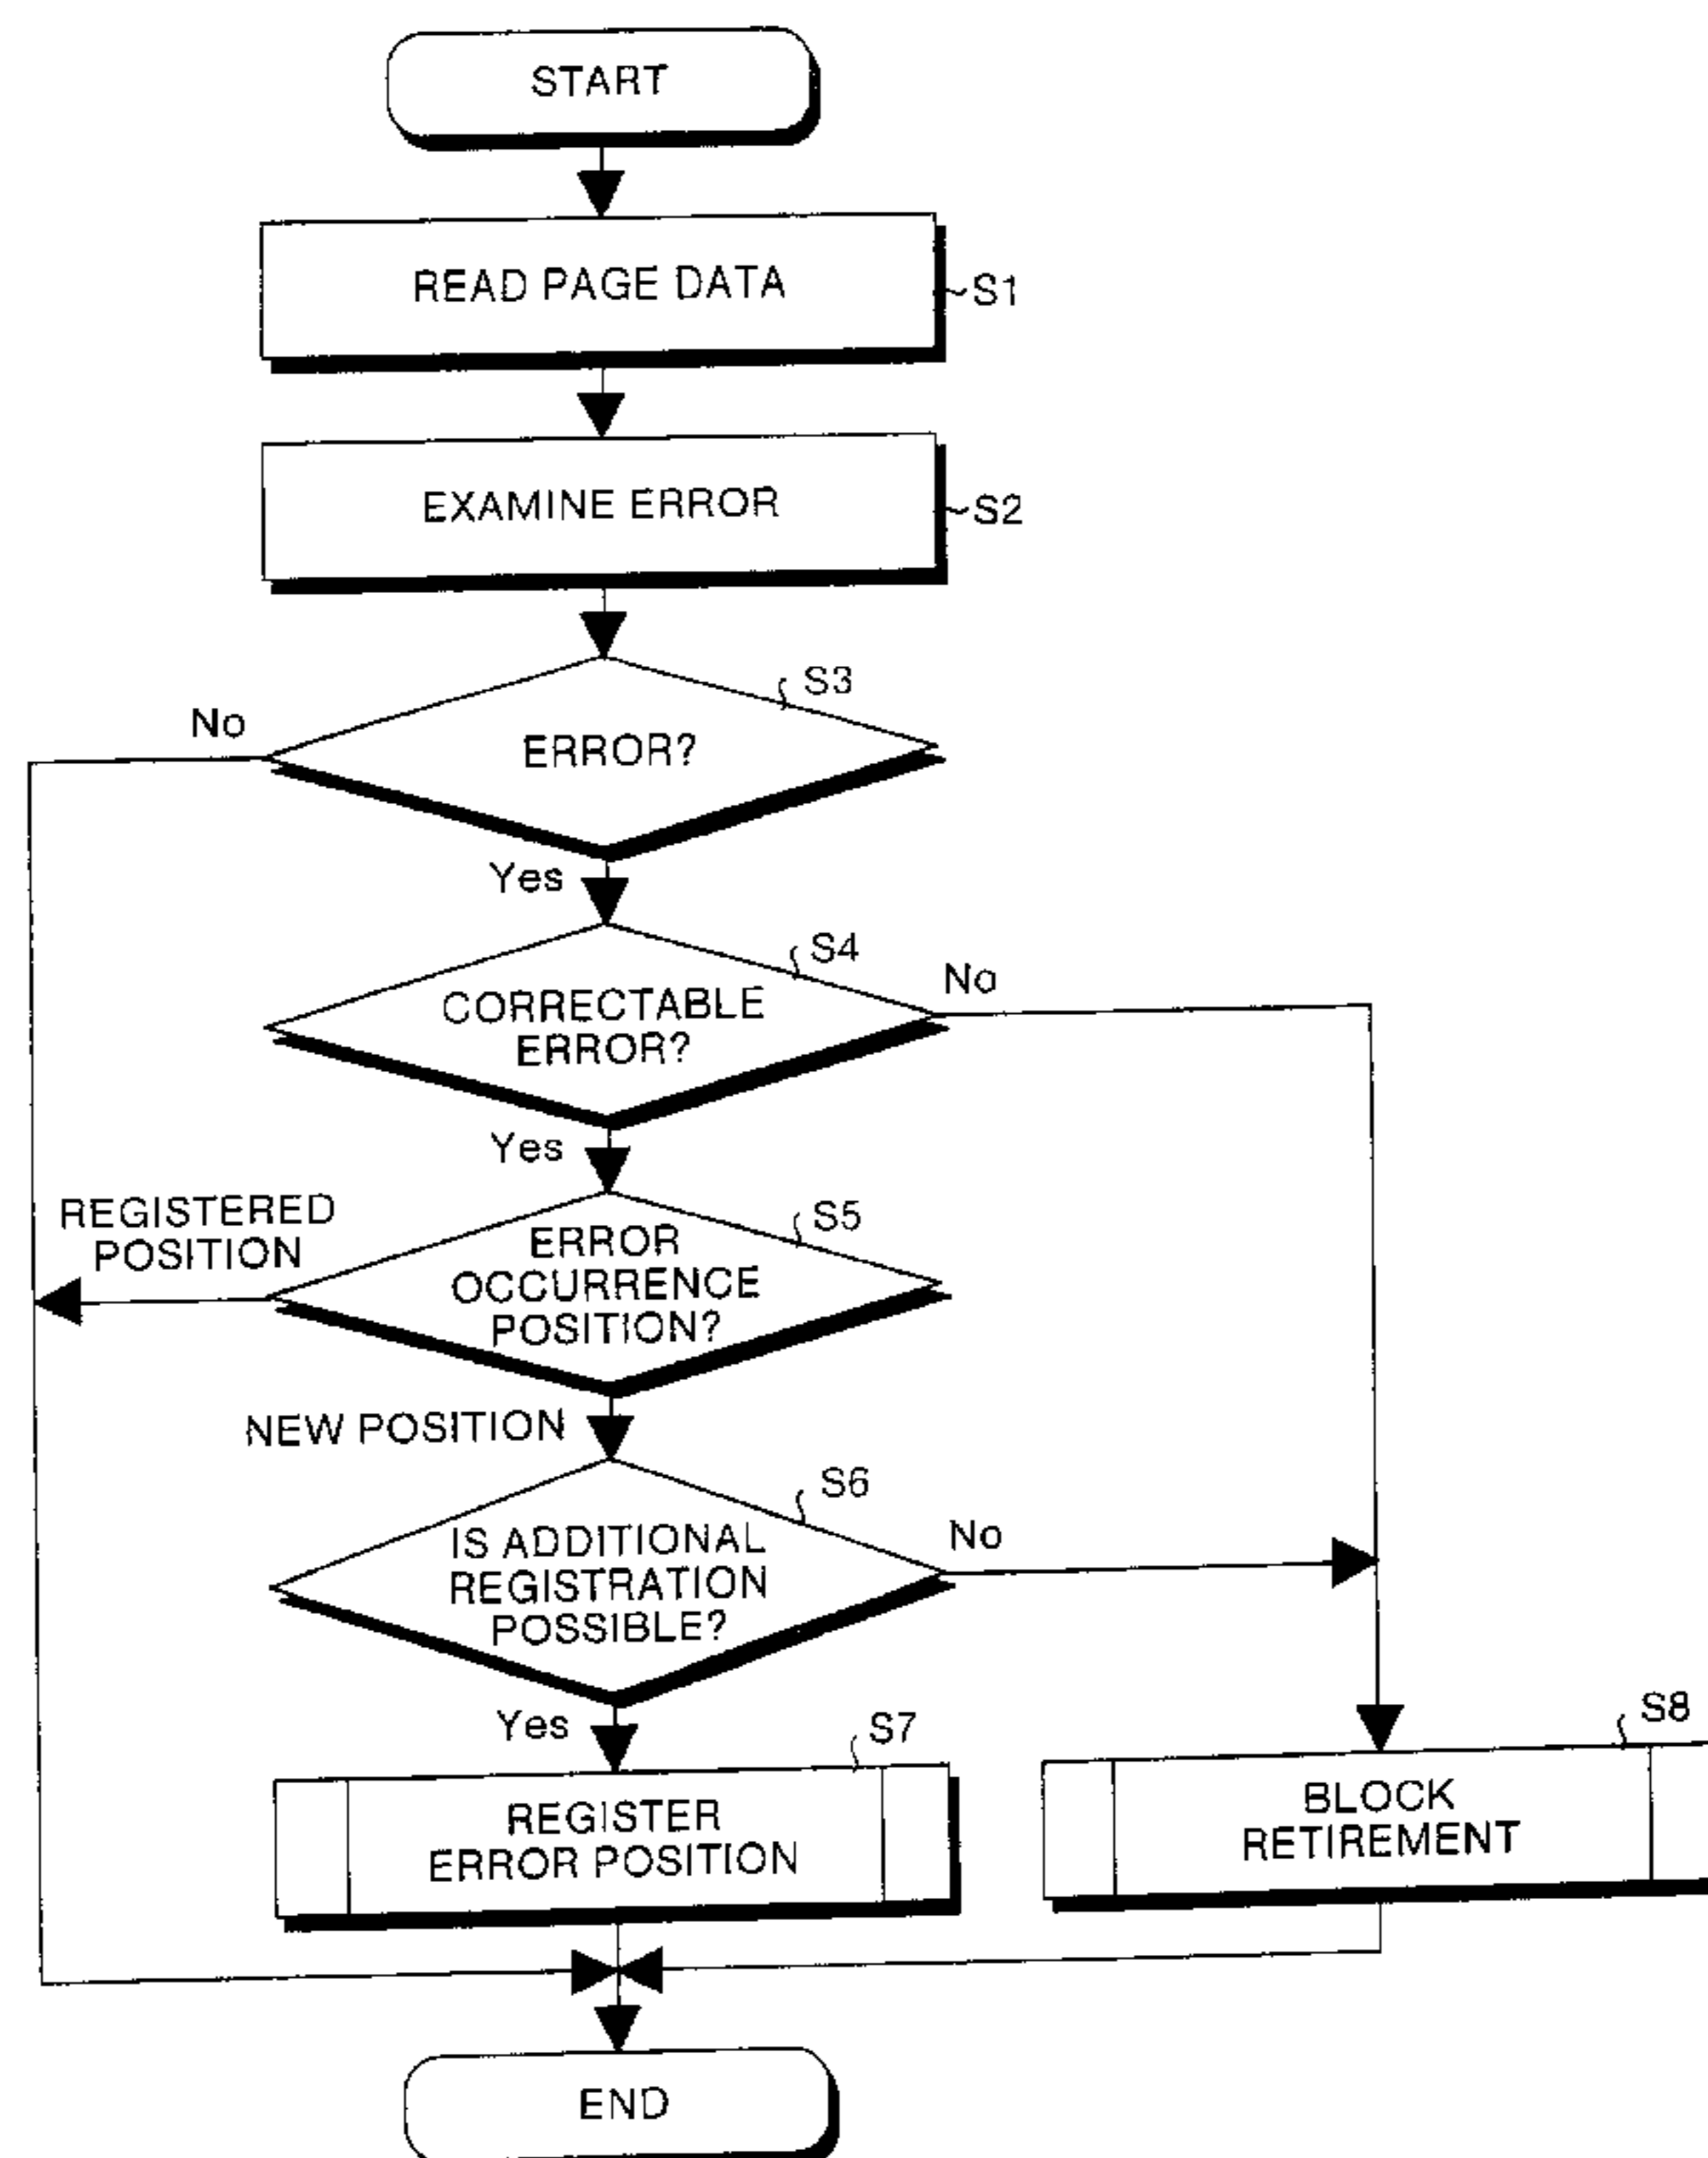 START
READ PAGE DATA
S1
EXAMINE ERROR
S2
S3
No
ERROR?
Yes
S4
No
CORRECTABLE
ERROR?
Yes
REGISTERED
POSITION
S5
ERROR
OCCURRENCE
POSITION?
NEW POSITION
S6
No
IS ADDITIONAL
REGISTRATION
POSSIBLE?
Yes
S7
S8
REGISTER
ERROR POSITION
BLOCK
RETIREMENT
END